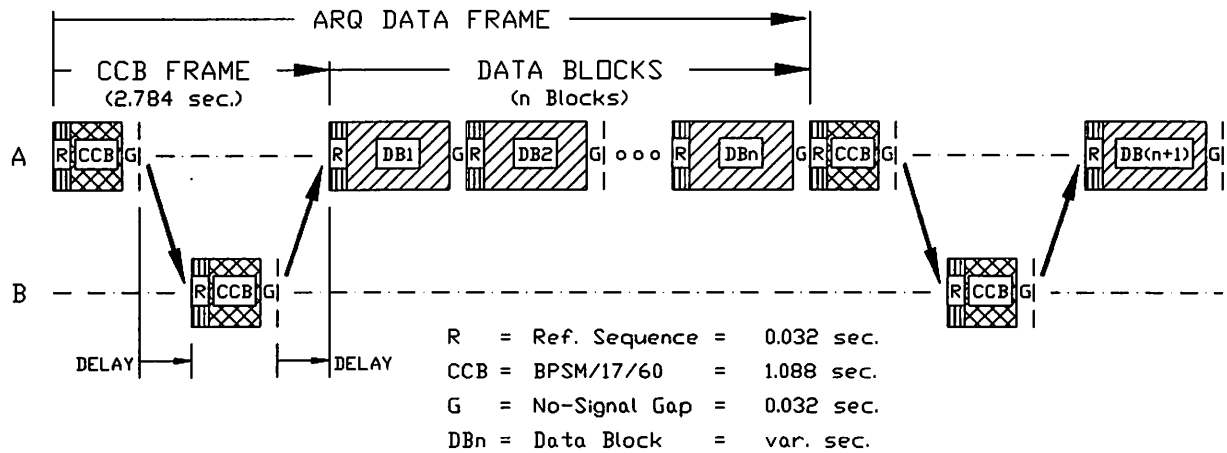 ARQ DATA FRAME
CCB FRAME
(2.784 sec.)
DATA BLOCKS
(n Blocks)
A R CCB G R DB1 G R DB2 G ooo R DBn G R CCB G R DB(n+1) G
B R CCB G R CCB G
DELAY DELAY
R = Ref. Sequence = 0.032 sec.
CCB = BPSM/17/60 = 1.088 sec.
G = No-Signal Gap = 0.032 sec.
DBn = Data Block = var. sec.